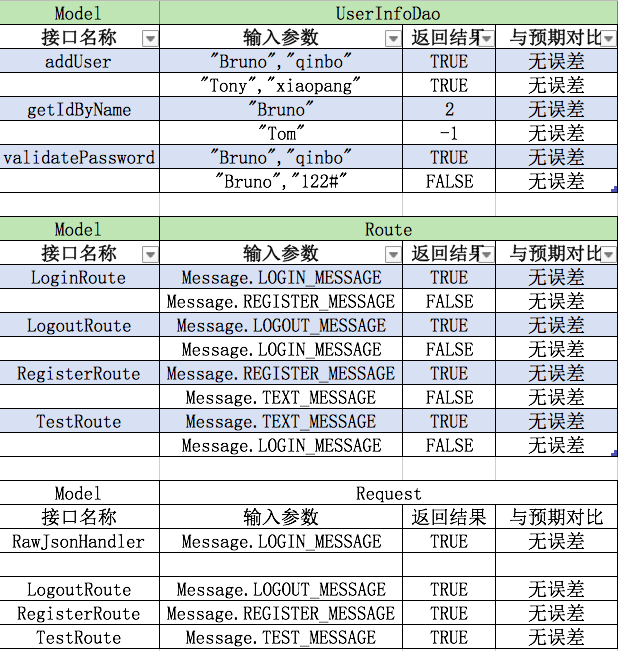 Model UserInfoDao
接口名称 输入参数 返回结果 与预期对比
addUser "Bruno","qinbo" TRUE 无误差
"Tony","xiaopang" TRUE 无误差
getIdByName "Bruno" 2 无误差
"Tom" -1 无误差
validatePassword "Bruno","qinbo" TRUE 无误差
"Bruno","122#" FALSE 无误差
Model Route
接口名称 输入参数 返回结果 与预期对比
LoginRoute Message.LOGIN_MESSAGE TRUE 无误差
Message.REGISTER_MESSAGE FALSE 无误差
LogoutRoute Message.LOGOUT_MESSAGE TRUE 无误差
Message.LOGIN_MESSAGE FALSE 无误差
RegisterRoute Message.REGISTER_MESSAGE TRUE 无误差
Message.TEXT_MESSAGE FALSE 无误差
TestRoute Message.TEXT_MESSAGE TRUE 无误差
Message.LOGIN_MESSAGE FALSE 无误差
Model Request
接口名称 输入参数 返回结果 与预期对比
RawJsonHandler Message.LOGIN_MESSAGE TRUE 无误差
LogoutRoute Message.LOGOUT_MESSAGE TRUE 无误差
RegisterRoute Message.REGISTER_MESSAGE TRUE 无误差
TestRoute Message.TEST_MESSAGE TRUE 无误差